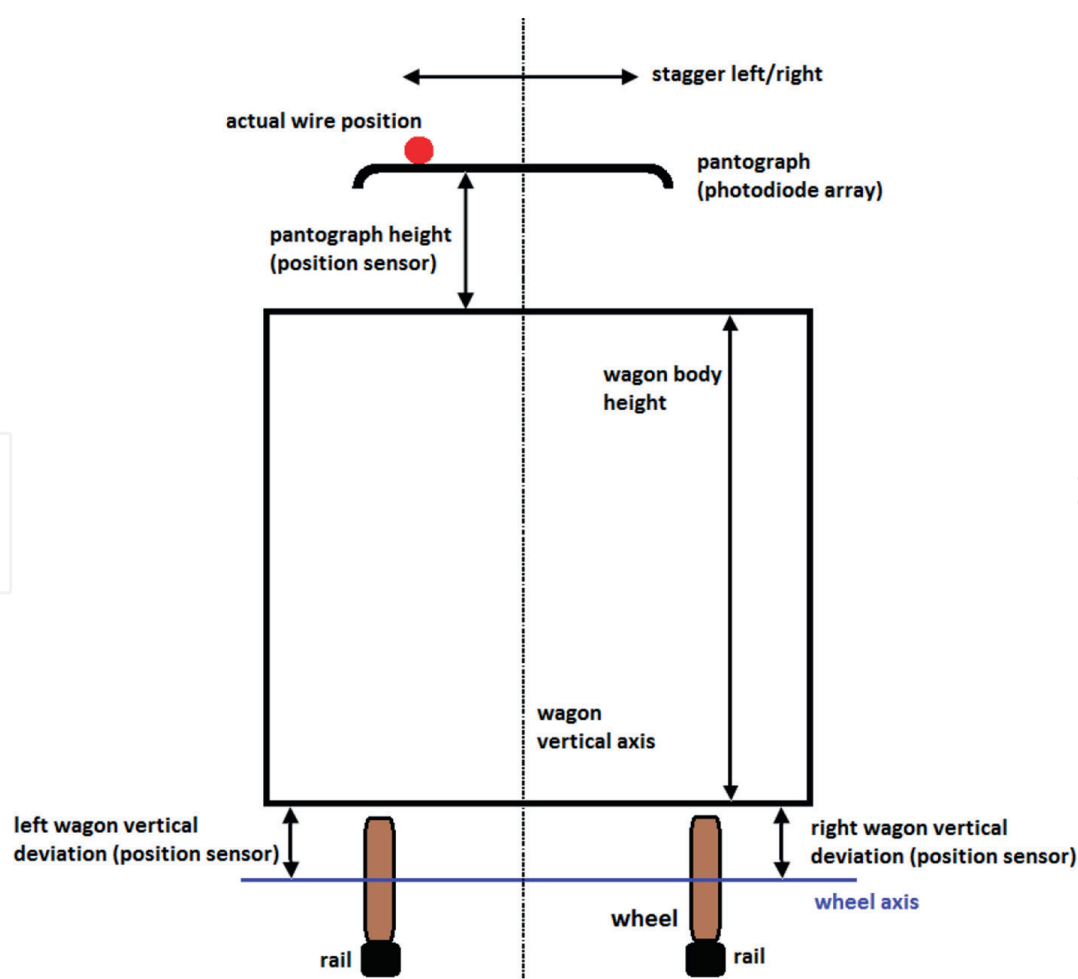 stagger left/right
actual wire position
pantograph
(photodiode array)
pantograph height
(position sensor)
wagon body
height
wagon
vertical axis
left wagon vertical
deviation (position sensor)
right wagon vertical
deviation (position sensor)
wheel axis
wheel
rail
rail